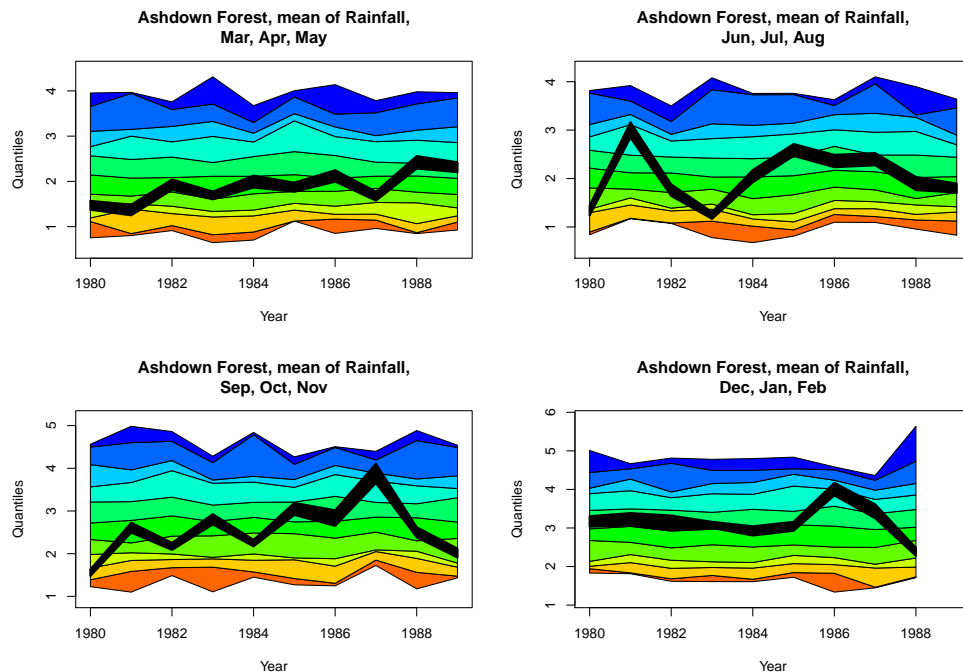 Ashdown Forest, mean of Rainfall,
Mar, Apr, May
Quantiles
4
3
2
1
1980 1982 1984 1986 1988
Year
Ashdown Forest, mean of Rainfall,
Jun, Jul, Aug
Quantiles
4
3
2
1
1980 1982 1984 1986 1988
Year
Ashdown Forest, mean of Rainfall,
Sep, Oct, Nov
Quantiles
5
4
3
2
1
1980 1982 1984 1986 1988
Year
Ashdown Forest, mean of Rainfall,
Dec, Jan, Feb
Quantiles
6
5
4
3
2
1
1980 1982 1984 1986 1988
Year